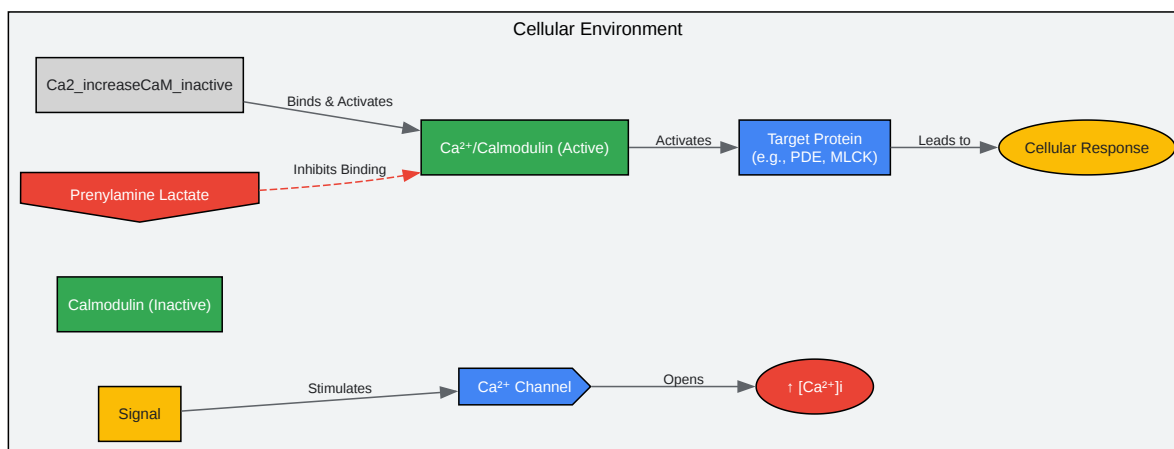 Cellular Environment
Ca2_increaseCaM_inactive
Binds & Activates
Ca²⁺/Calmodulin (Active)
Activates
Target Protein
(e.g., PDE, MLCK)
Leads to
Cellular Response
Prenylamine Lactate
Inhibits Binding
Calmodulin (Inactive)
Signal
Stimulates
Ca²⁺ Channel
Opens
↑ [Ca²⁺]i